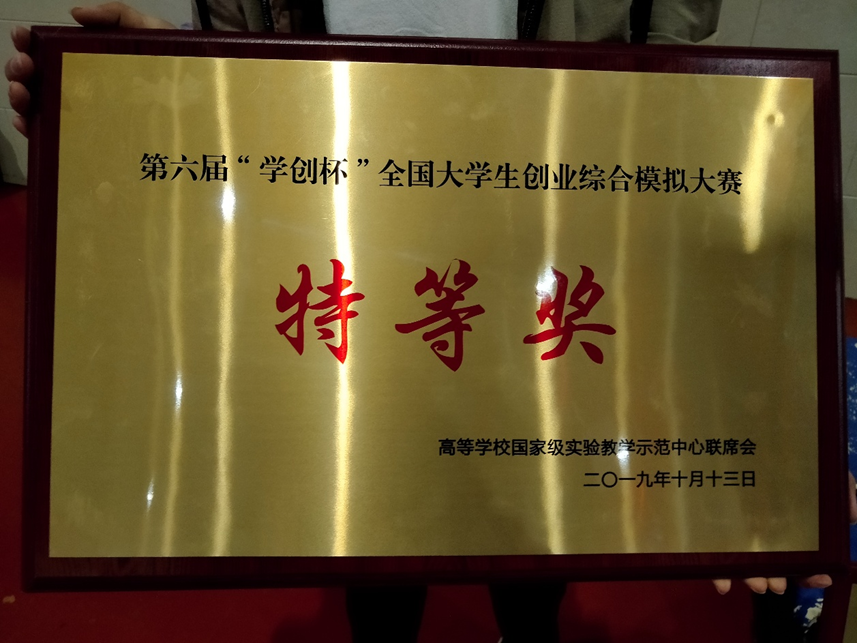 第六届“学创杯”全国大学生创业综合模拟大赛
特等奖
高等学校国家级实验教学示范中心联席会
二〇一九年十月十三日